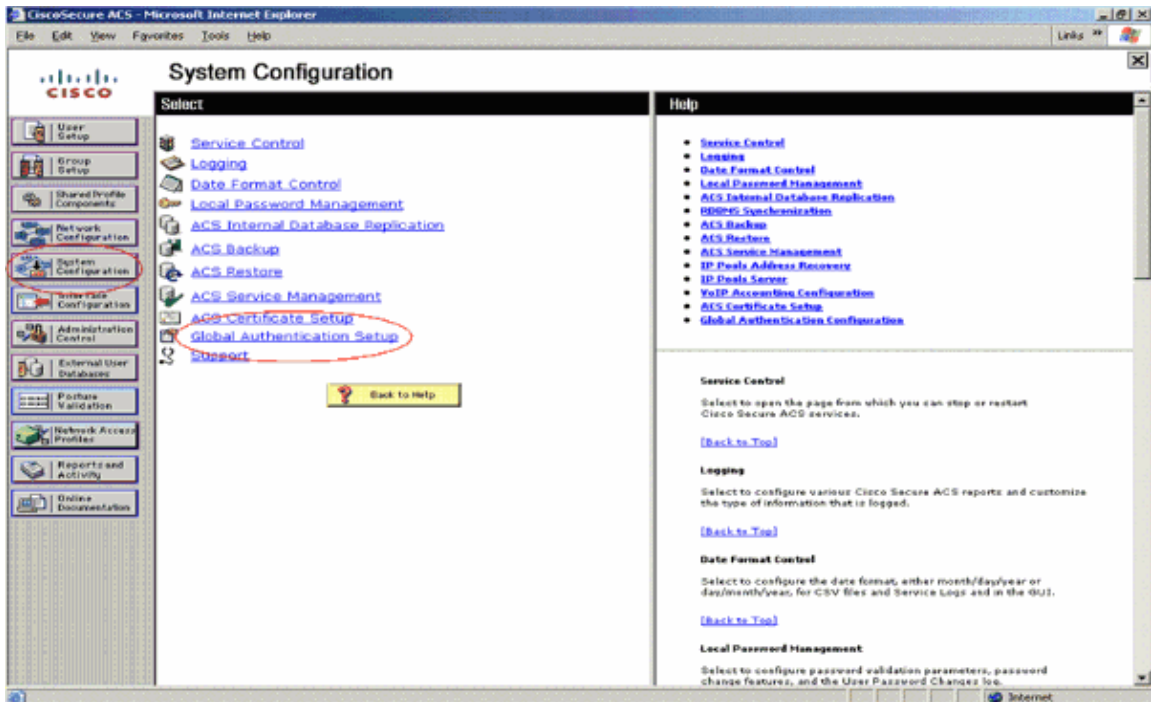 CiscoSecure ACS - Microsoft Internet Explorer
File Edit View Favorites Tools Help
Links »
CISCO
System Configuration
User
Setup
Group
Setup
Shared Profile
Components
Network
Configuration
System
Configuration
Interface
Configuration
Administration
Control
External User
Databases
Posture
Validation
Network Access
Profiles
Reports and
Activity
Online
Documentation
Select
Service Control
Logging
Date Format Control
Local Password Management
ACS Internal Database Replication
ACS Backup
ACS Restore
ACS Service Management
ACS Certificate Setup
Global Authentication Setup
Support
Back to Help
Help
Service Control
Logging
Date Format Control
Local Password Management
ACS Internal Database Replication
RDBMS Synchronization
ACS Backup
ACS Restore
ACS Service Management
IP Pools Address Recovery
IP Pools Server
VoIP Accounting Configuration
ACS Certificate Setup
Global Authentication Configuration
Service Control
Select to open the page from which you can stop or restart
Cisco Secure ACS services.
[Back to Top]
Logging
Select to configure various Cisco Secure ACS reports and customize
the type of information that is logged.
[Back to Top]
Date Format Control
Select to configure the date format, either month/day/year or
day/month/year, for CSV files and Service Logs and in the GUI.
[Back to Top]
Local Password Management
Select to configure password validation parameters, password
change features, and the User Password Changes log.
Internet